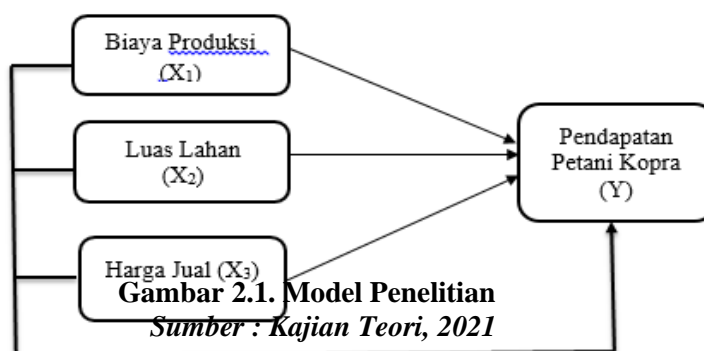 Biaya Produksi
(X₁)
Luas Lahan
(X₂)
Harga Jual (X₃)
Pendapatan
Petani Kopra
(Y)
Gambar 2.1. Model Penelitian
Sumber : Kajian Teori, 2021